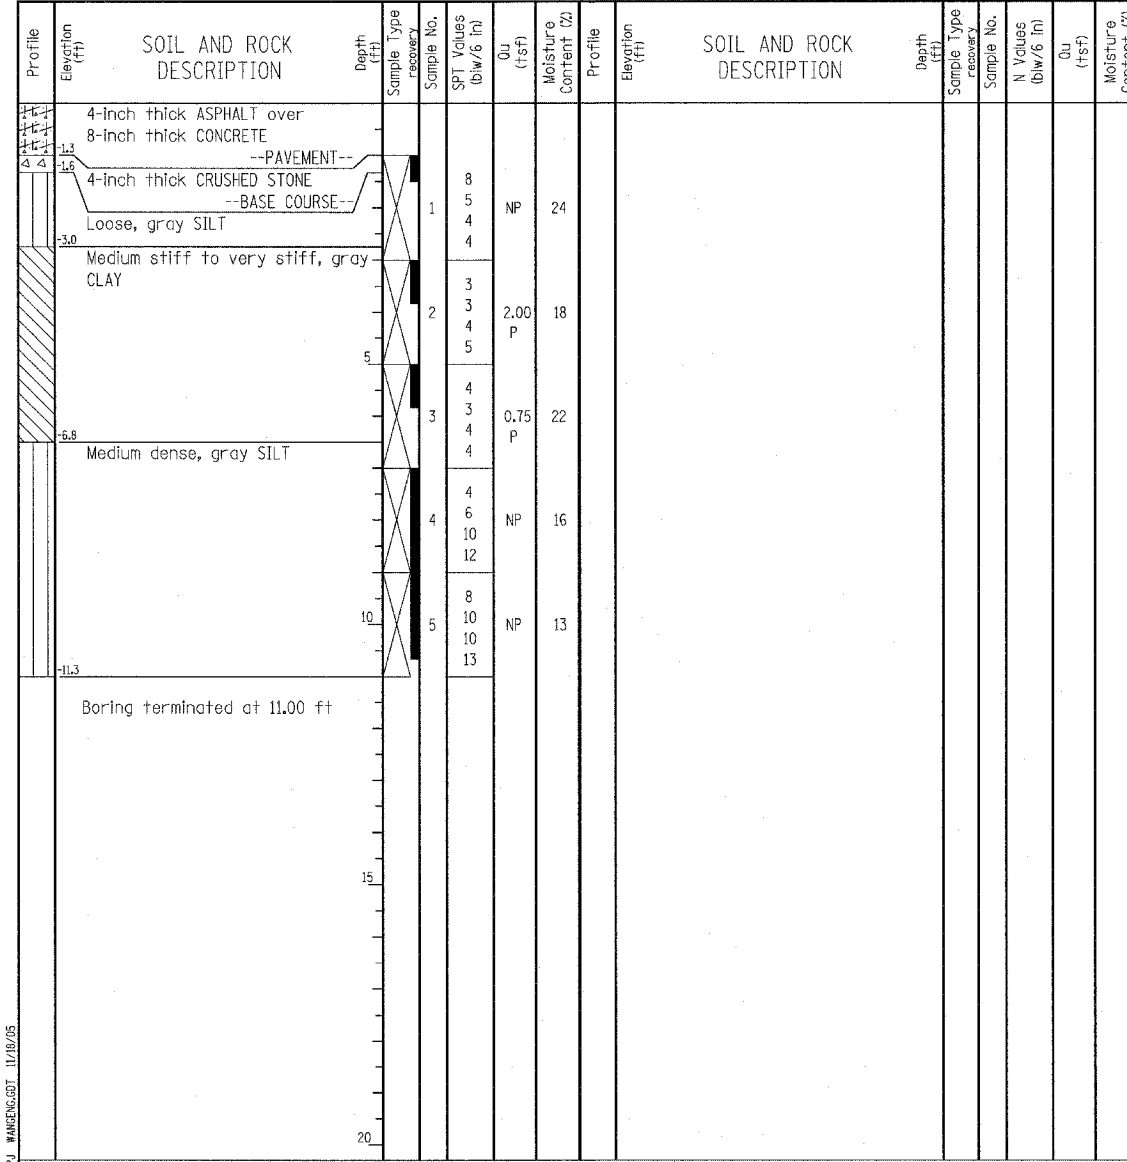 Profile
Elevation
(ft)
SOIL AND ROCK
DESCRIPTION
Depth
(ft)
Sample Type
recovery
Sample No.
SPT Values
(blw/6 in)
Qu
(tsf)
Moisture
Content (%)
Profile
Elevation
(ft)
SOIL AND ROCK
DESCRIPTION
Depth
(ft)
Sample Type
recovery
Sample No.
N Values
(blw/6 in)
Qu
(tsf)
Moisture
Content (%)
4-inch thick ASPHALT over
8-inch thick CONCRETE
-1.3
--PAVEMENT--
-1.6
4-inch thick CRUSHED STONE
--BASE COURSE--
Loose, gray SILT
8
5
4
4
1
NP
24
-3.0
Medium stiff to very stiff, gray
CLAY
3
3
4
5
2
2.00
P
18
5
4
3
4
4
3
0.75
P
22
-6.8
Medium dense, gray SILT
4
6
10
12
4
NP
16
8
10
10
13
10
5
NP
13
-11.3
Boring terminated at 11.00 ft
15
20
WANGENG.GDT 11/18/05